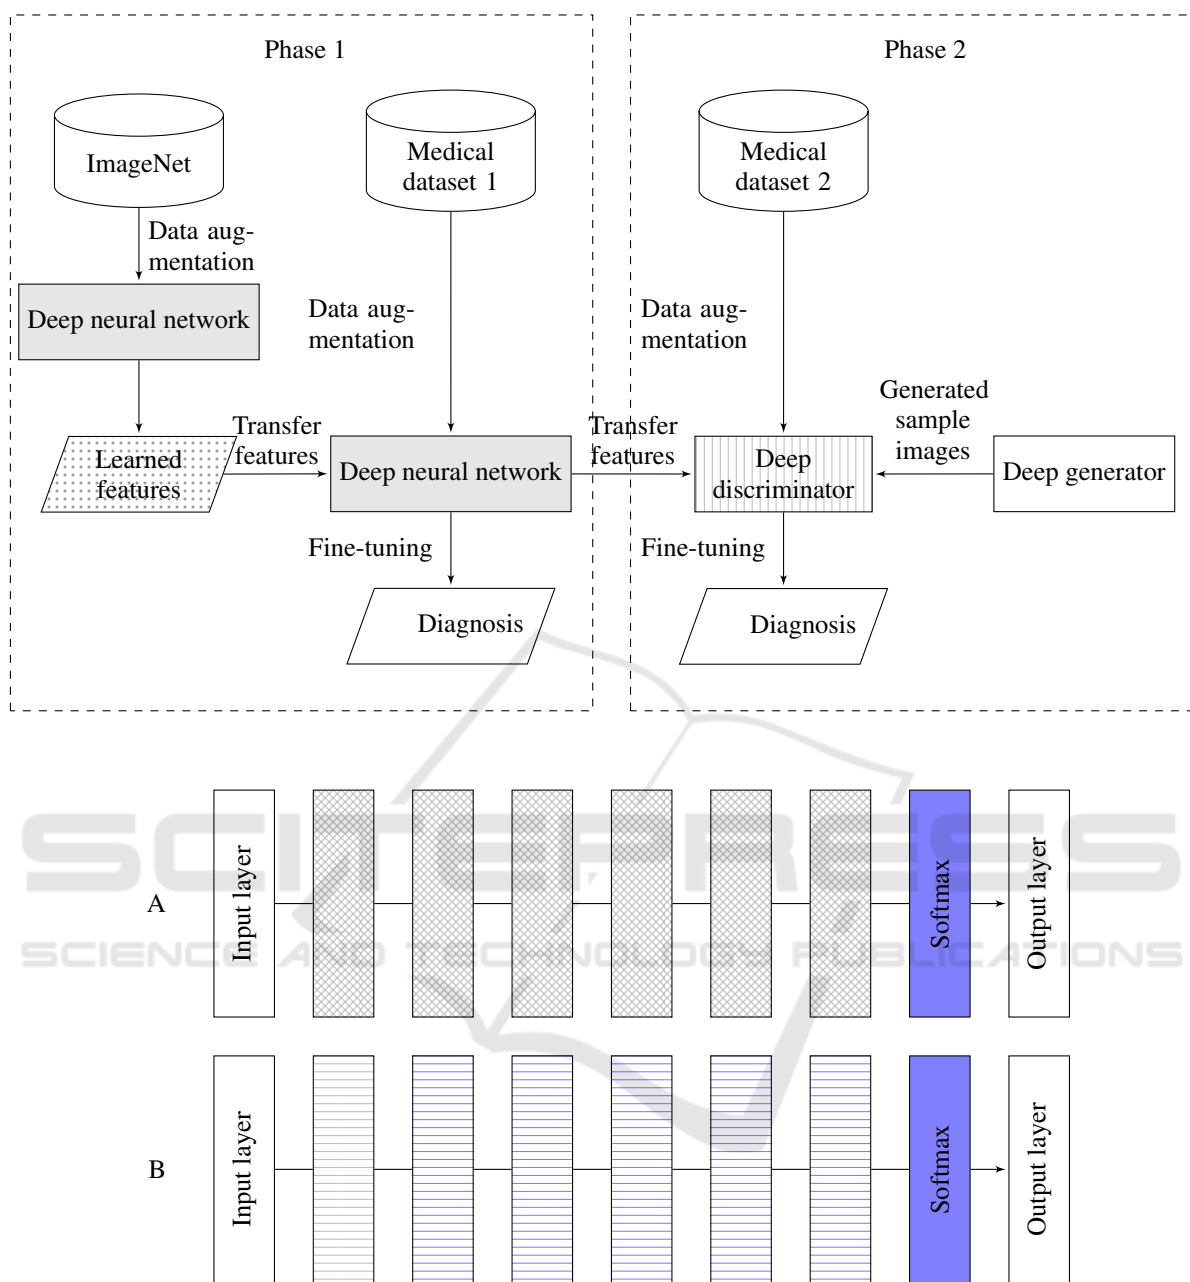 Phase 1
Phase 2
ImageNet
Medical
dataset 1
Medical
dataset 2
Data aug-
mentation
Deep neural network
Data aug-
mentation
Data aug-
mentation
Learned
features
Transfer
features
Deep neural network
Transfer
features
Deep
discriminator
Generated
sample
images
Deep generator
Fine-tuning
Fine-tuning
Diagnosis
Diagnosis
SCITEPRESS
SCIENCE AND TECHNOLOGY PUBLICATIONS
A
Input layer
Softmax
Output layer
B
Input layer
Softmax
Output layer